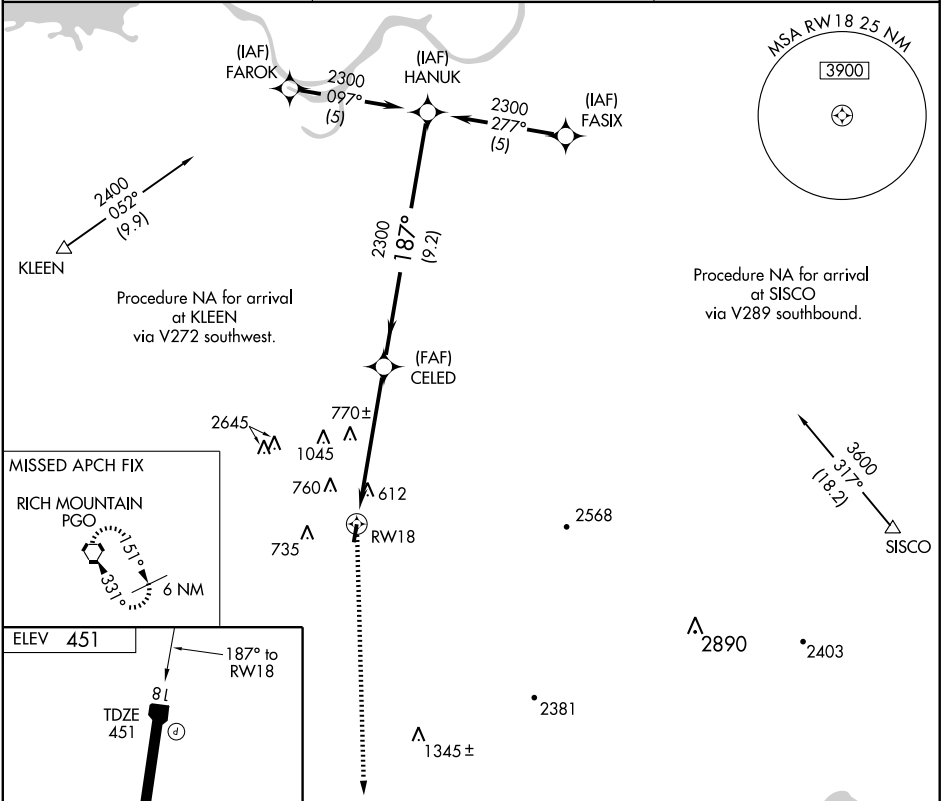 (IAF)
FAROK
2300
097°
(5)
(IAF)
HANUK
2300
277°
(5)
(IAF)
FASIX
MSA RW18 25 NM
3900
2400
052°
(9.9)
KLEEN
2300
187°
(9.2)
Procedure NA for arrival
at KLEEN
via V272 southwest.
Procedure NA for arrival
at SISCO
via V289 southbound.
(FAF)
CELED
2645
770±
1045
760
612
735
RW18
2568
3600
317°
(18.2)
SISCO
MISSED APCH FIX
RICH MOUNTAIN
PGO
151°
331°
6 NM
2890
2403
2381
1345±
ELEV 451
187° to
RW18
18
TDZE
451
P